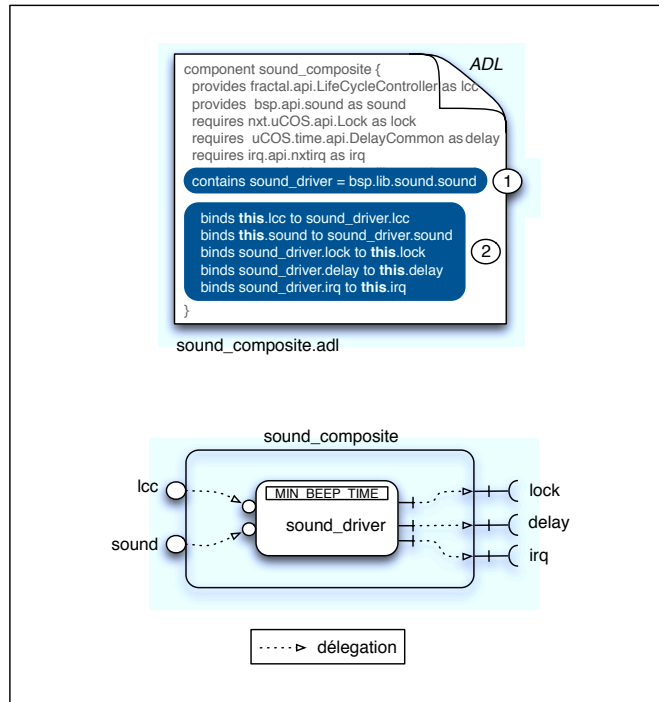 ADL
component sound_composite {
provides fractal.api.LifeCycleController as lcc
provides bsp.api.sound as sound
requires nxt.uCOS.api.Lock as lock
requires uCOS.time.api.DelayCommon as delay
requires irq.api.nxtirq as irq
contains sound_driver = bsp.lib.sound.sound
1
binds this.lcc to sound_driver.lcc
binds this.sound to sound_driver.sound
binds sound_driver.lock to this.lock
binds sound_driver.delay to this.delay
binds sound_driver.irq to this.irq
2
}
sound_composite.adl
sound_composite
lcc
sound
MIN_BEEP_TIME
sound_driver
lock
delay
irq
délegation